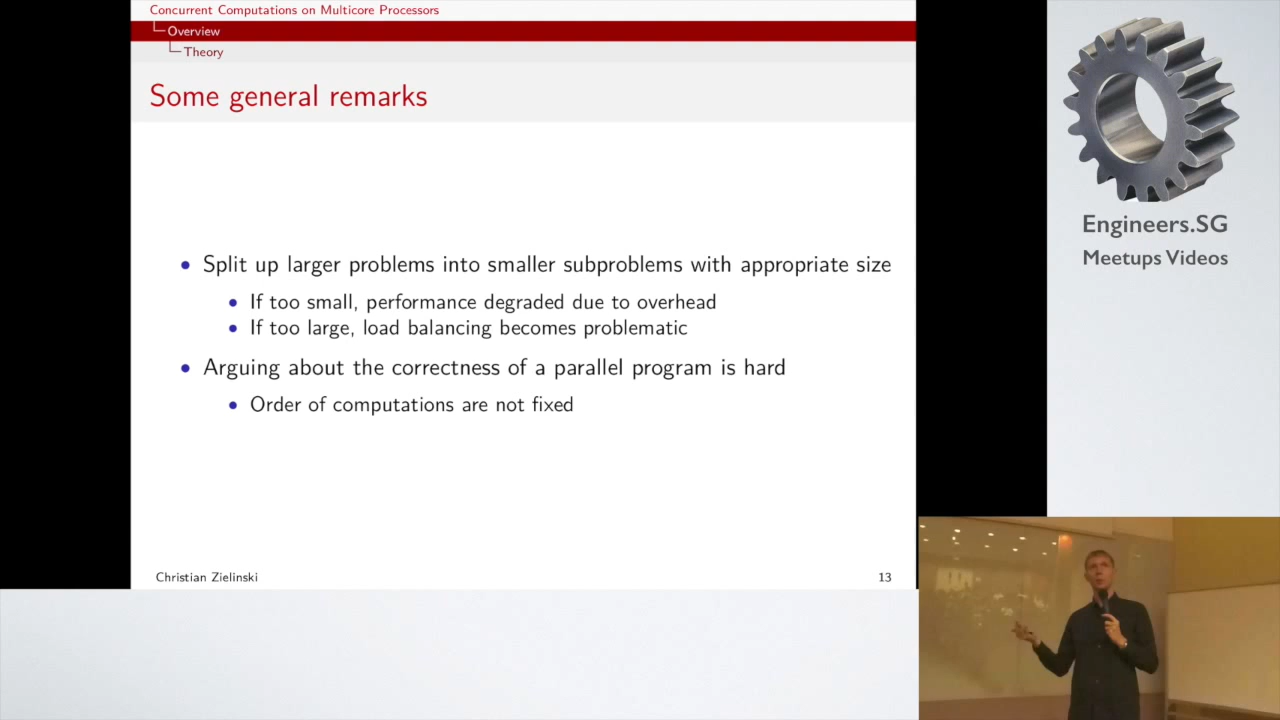 Concurrent Computations on Multicore Processors
Overview
Theory
Some general remarks
Split up larger problems into smaller subproblems with appropriate size
If too small, performance degraded due to overhead
If too large, load balancing becomes problematic
Arguing about the correctness of a parallel program is hard
Order of computations are not fixed
Christian Zielinski
13
Engineers.SG
Meetups Videos